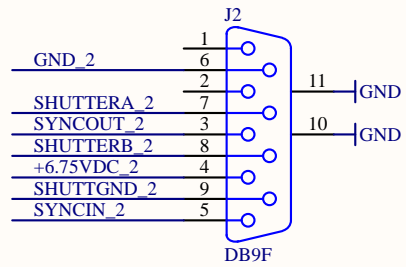 J2
1
GND_2 6
2
SHUTTERA_2 7
SYNCOUT_2 3
SHUTTERB_2 8
+6.75VDC_2 4
SHUTTGND_2 9
SYNCIN_2 5
11 GND
10 GND
DB9F